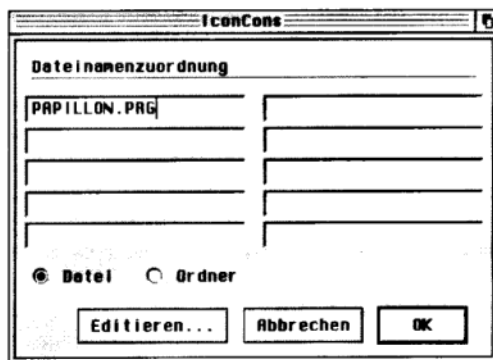 IconCons
Dateinamenzuordnung
PAPILLON.PRG
Datei Ordner
Editieren... Abbrechen OK